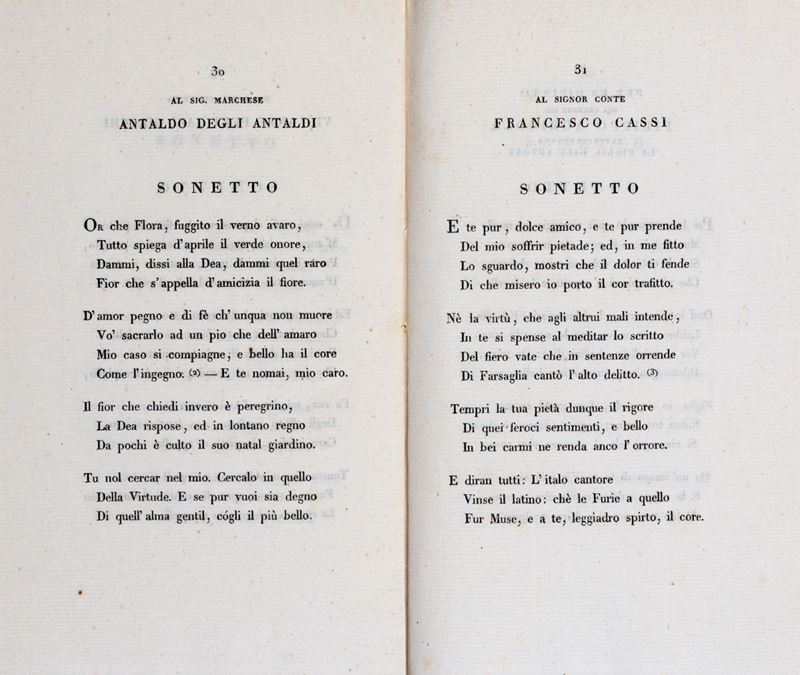 30
AL SIG. MARCHESE
ANTALDO DEGLI ANTALDI
SONETTO
Or che Flora, fuggito il verno avaro,
Tutto spiega d'aprile il verde onore,
Dammi, dissi alla Dea, dammi quel raro
Fior che s'appella d'amicizia il fiore.
D'amor pegno e di fè ch'unqua non muore
Vo' sacrarlo ad un pio che dell' amaro
Mio caso si compiagne, e bello ha il core
Come l'ingegno. (2) — E te nomai, mio caro.
Il fior che chiedi invero è peregrino,
La Dea rispose, ed in lontano regno
Da pochi è culto il suo natal giardino.
Tu nol cercar nel mio. Cercalo in quello
Della Virtude. E se pur vuoi sia degno
Di quell' alma gentil, cógli il più bello.
31
AL SIGNOR CONTE
FRANCESCO CASSI
SONETTO
E te pur, dolce amico, e te pur prende
Del mio soffrir pietade; ed, in me fitto
Lo sguardo, mostri che il dolor ti fende
Di che misero io porto il cor trafitto.
Nè la virtù, che agli altrui mali intende,
In te si spense al meditar lo scritto
Del fiero vate che in sentenze orrende
Di Farsaglia cantò l'alto delitto. (3)
Tempri la tua pietà dunque il rigore
Di quei feroci sentimenti, e bello
In bei carmi ne renda anco l'orrore.
E diran tutti: L'italo cantore
Vinse il latino: chè le Furie a quello
Fur Muse, e a te, leggiadro spirto, il core.